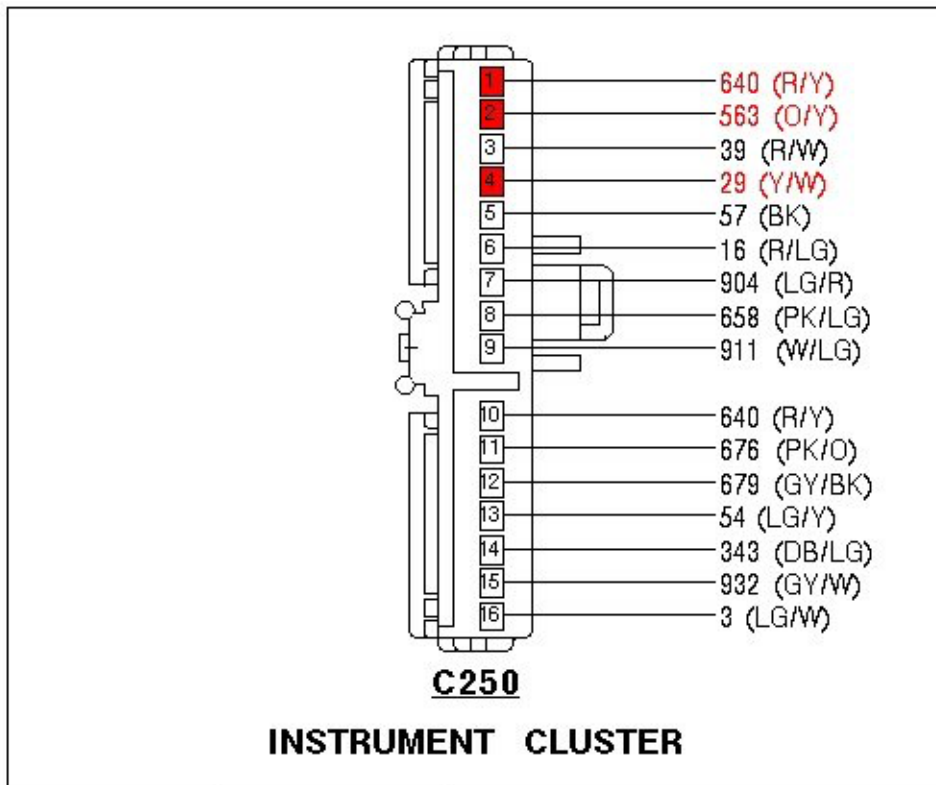 1 640 (R/Y)
2 563 (O/Y)
3 39 (R/W)
4 29 (Y/W)
5 57 (BK)
6 16 (R/LG)
7 904 (LG/R)
8 658 (PK/LG)
9 911 (W/LG)
10 640 (R/Y)
11 676 (PK/O)
12 679 (GY/BK)
13 54 (LG/Y)
14 343 (DB/LG)
15 932 (GY/W)
16 3 (LG/W)
C250
INSTRUMENT CLUSTER